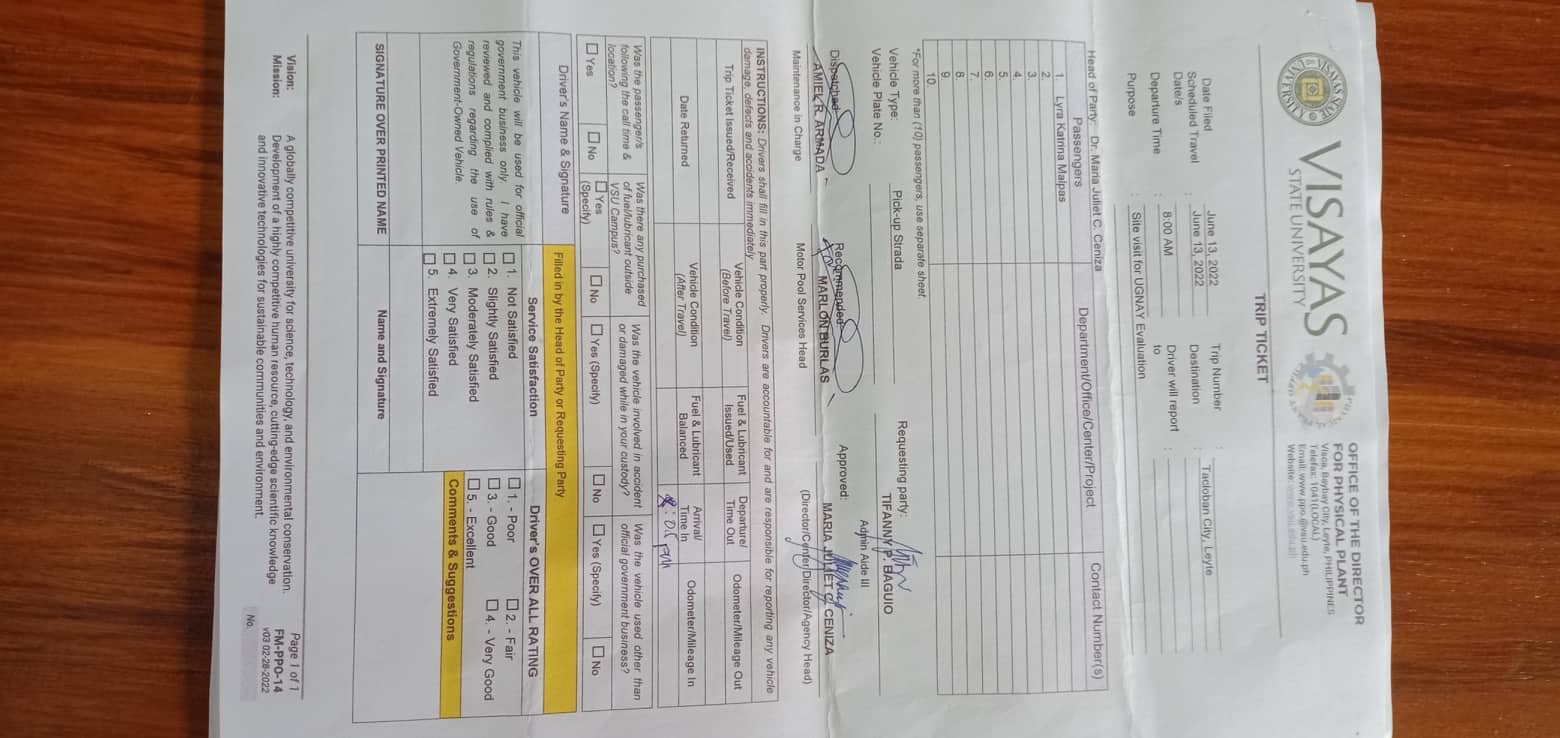 VISAYAS
STATE UNIVERSITY
OFFICE OF THE DIRECTOR
FOR PHYSICAL PLANT
Visca, Baybay City, Leyte, PHILIPPINES
Telefax: 1041(LOCAL)
Email: www.ppo@vsu.edu.ph
Website: www.vsu.edu.ph
TRIP TICKET
Date Filed : June 13, 2022 Trip Number :
Scheduled Travel Date/s : June 13, 2022 Destination : Tacloban City, Leyte
Departure Time : 8:00 AM Driver will report to :
Purpose : Site visit for UGNAY Evaluation
Head of Party: Dr. Maria Juliet C. Ceniza
Passengers Department/Office/Center/Project Contact Number(s)
1. Lyra Katrina Malpas
2.
3.
4.
5.
6.
7.
8.
9.
10.
*For more than (10) passengers, use separate sheet.
Vehicle Type: Pick-up Strada Requesting party:
Vehicle Plate No.: TIFANNY P. BAGUIO
Admin Aide III
Dispatched: Recommended: Approved:
AMIEL R. ARMADA MARLON BURLAS MARIA JULIET C. CENIZA
Maintenance in Charge Motor Pool Services Head (Director/Center Director/Agency Head)
INSTRUCTIONS: Drivers shall fill in this part properly. Drivers are accountable for and are responsible for reporting any vehicle
damage, defects and accidents immediately.
Trip Ticket Issued/Received Vehicle Condition (Before Travel) Fuel & Lubricant Issued/Used Departure/ Time Out Odometer/Mileage Out
Date Returned Vehicle Condition (After Travel) Fuel & Lubricant Balanced Arrival/ Time In Odometer/Mileage In
PM
Was the passenger/s following the call time & location? Was there any purchased of fuel/lubricant outside VSU Campus? Was the vehicle involved in accident or damaged while in your custody? Was the vehicle used other than official government business?
☐ Yes ☐ No ☐ Yes (Specify) ☐ No ☐ Yes (Specify) ☐ No ☐ Yes (Specify) ☐ No
Driver's Name & Signature Filled in by the Head of Party or Requesting Party
This vehicle will be used for official
government business only. I have
reviewed and complied with rules &
regulations regarding the use of
Government-Owned Vehicle.
Service Satisfaction
☐ 1. Not Satisfied
☐ 2. Slightly Satisfied
☐ 3. Moderately Satisfied
☐ 4. Very Satisfied
☐ 5. Extremely Satisfied
Driver's OVER ALL RATING
☐ 1. - Poor ☐ 2. - Fair
☐ 3. - Good ☐ 4. - Very Good
☐ 5. - Excellent
Comments & Suggestions
SIGNATURE OVER PRINTED NAME Name and Signature
Vision: A globally competitive university for science, technology, and environmental conservation.
Mission: Development of a highly competitive human resource, cutting-edge scientific knowledge
and innovative technologies for sustainable communities and environment.
Page 1 of 1
FM-PPO-14
v03 02-28-2022
No.